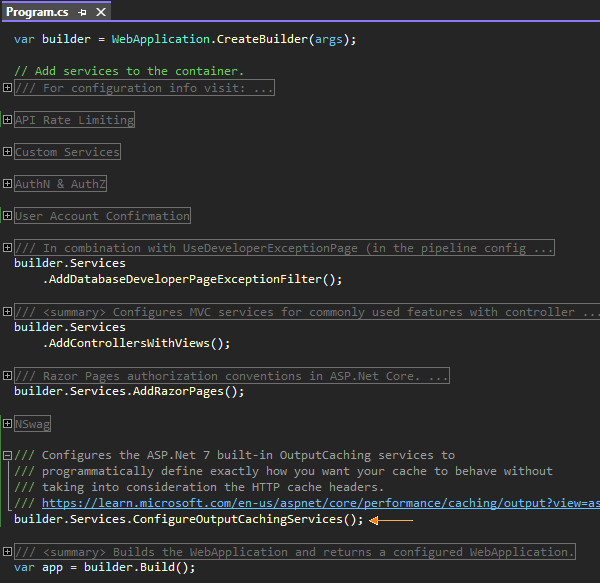 Program.cs
var builder = WebApplication.CreateBuilder(args);
// Add services to the container.
/// For configuration info visit: ...
API Rate Limiting
Custom Services
AuthN & AuthZ
User Account Confirmation
/// In combination with UseDeveloperExceptionPage (in the pipeline config ...
builder.Services
.AddDatabaseDeveloperPageExceptionFilter();
/// <summary> Configures MVC services for commonly used features with controller ...
builder.Services
.AddControllersWithViews();
/// Razor Pages authorization conventions in ASP.Net Core. ...
builder.Services.AddRazorPages();
NSwag
/// Configures the ASP.Net 7 built-in OutputCaching services to
/// programmatically define exactly how you want your cache to behave without
/// taking into consideration the HTTP cache headers.
/// https://learn.microsoft.com/en-us/aspnet/core/performance/caching/output?view=as
builder.Services.ConfigureOutputCachingServices();
/// <summary> Builds the WebApplication and returns a configured WebApplication.
var app = builder.Build();